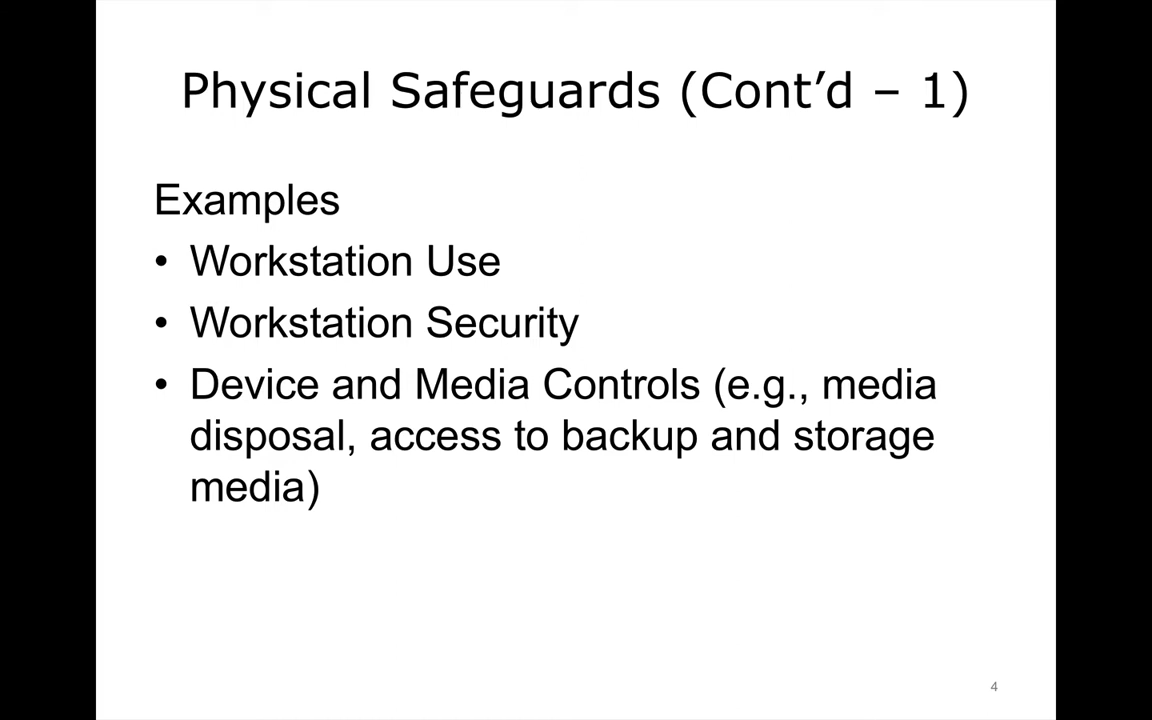 Physical Safeguards (Cont’d – 1)
Examples
• Workstation Use
• Workstation Security
• Device and Media Controls (e.g., media
disposal, access to backup and storage
media)
4